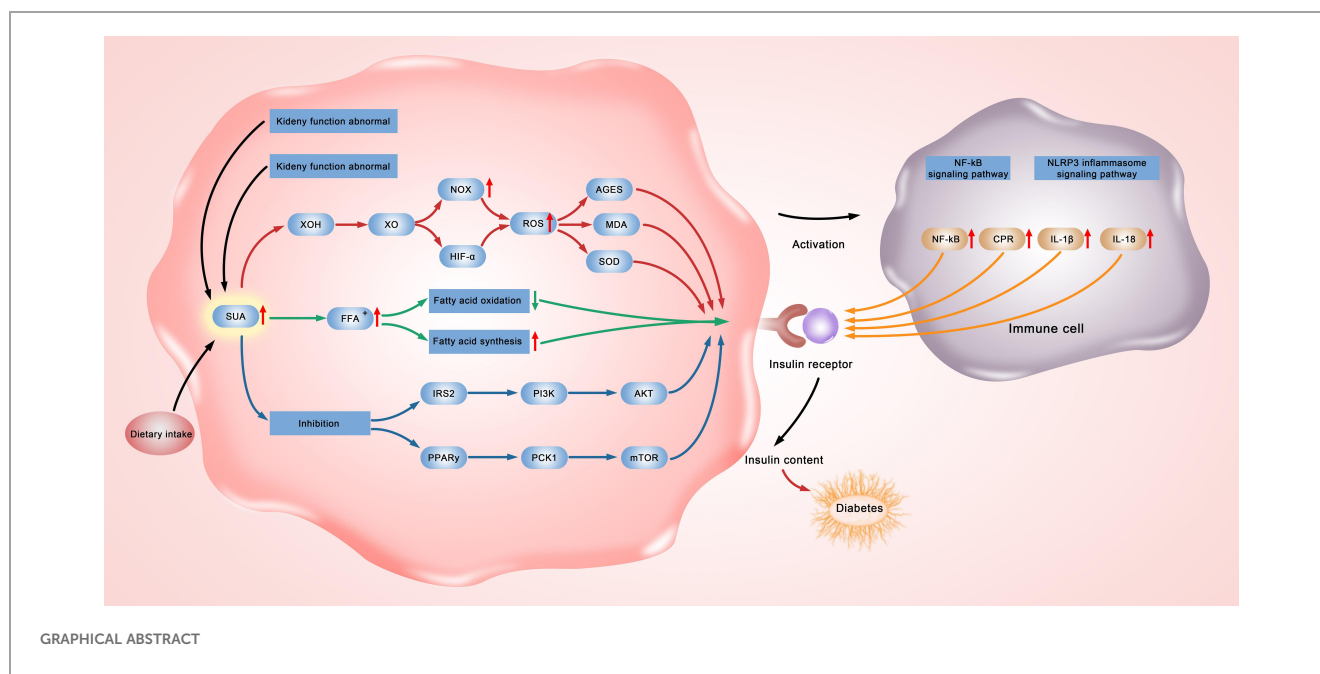 Kideny function abnormal
Kideny function abnormal
NF-kB
signaling pathway
NLRP3 inflammasome
signaling pathway
NOX
AGES
XOH
XO
ROS
MDA
HIF-α
SOD
Activation
NF-kB
CPR
IL-1β
IL-18
SUA
FFA
+
Fatty acid oxidation
Fatty acid synthesis
Immune cell
Insulin receptor
IRS2
PI3K
AKT
Inhibition
Dietary intake
PPARγ
PCK1
mTOR
Insulin content
Diabetes
GRAPHICAL ABSTRACT